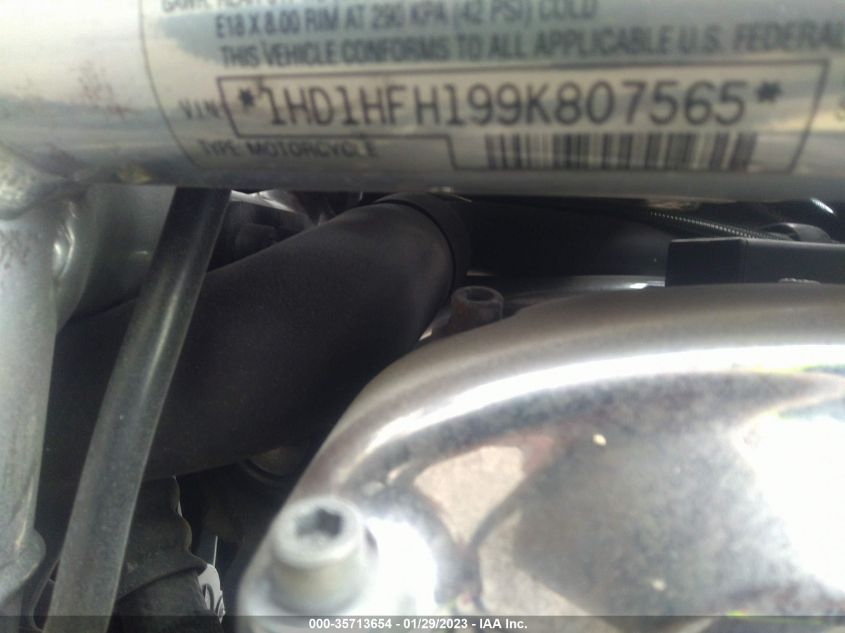 E18 X 8.00 RIM AT 290 KPA (42 PSI) COLD
THIS VEHICLE CONFORMS TO ALL APPLICABLE U.S. FEDERAL
VIN *1HD1HFH199K807565*
TYPE: MOTORCYCLE
000-35713654 - 01/29/2023 - IAA Inc.